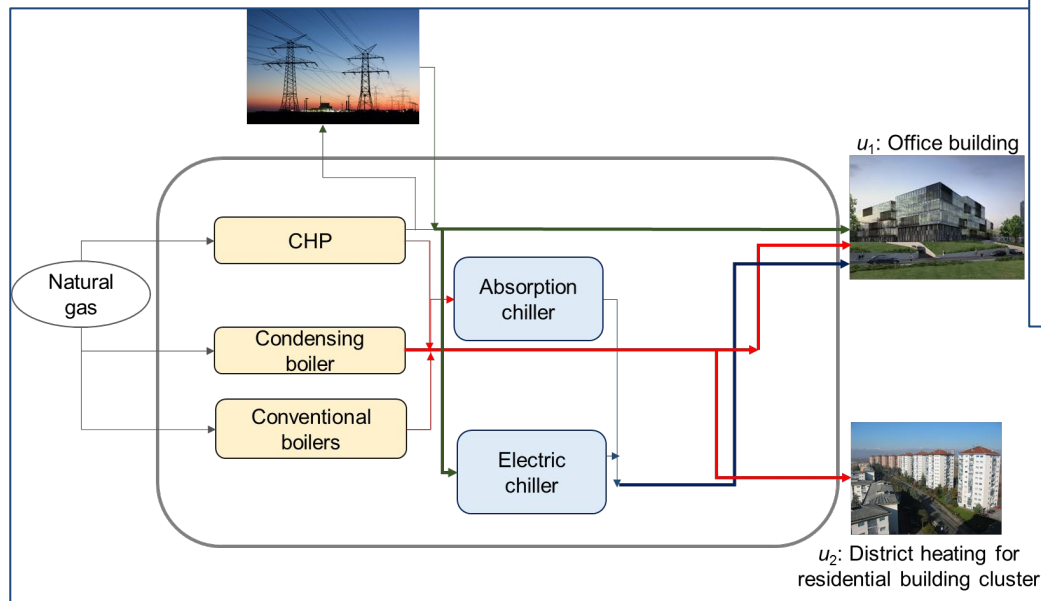 u1: Office building
CHP
Natural
gas
Absorption
chiller
Condensing
boiler
Conventional
boilers
Electric
chiller
u2: District heating for
residential building cluster